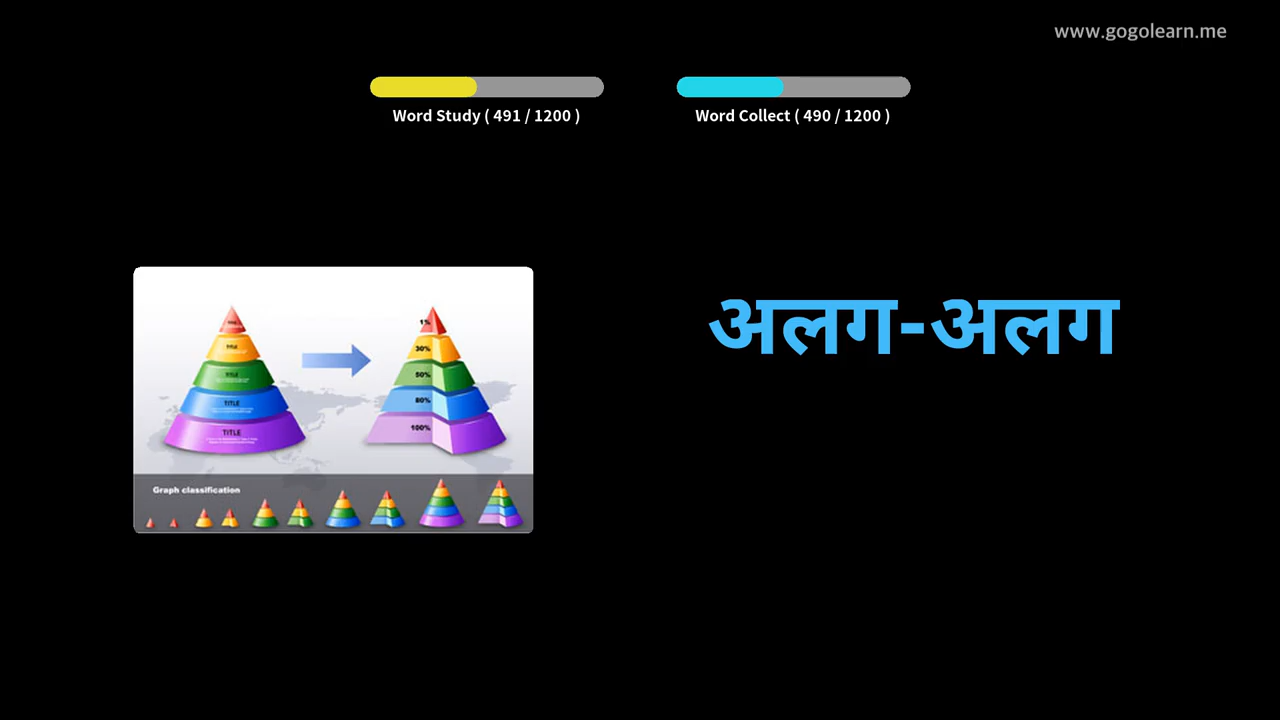 www.gogolearn.me
Word Study ( 491 / 1200 )
Word Collect ( 490 / 1200 )
अलग-अलग
TITLE
TITLE
TITLE
TITLE
1%
30%
50%
80%
100%
Graph classification